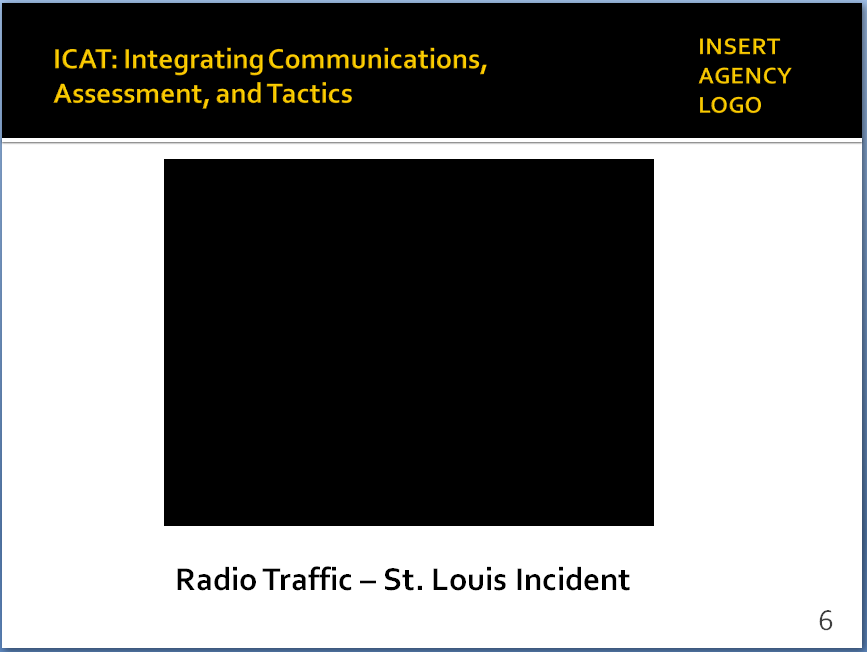 ICAT: Integrating Communications,
Assessment, and Tactics
INSERT
AGENCY
LOGO
Radio Traffic – St. Louis Incident
6